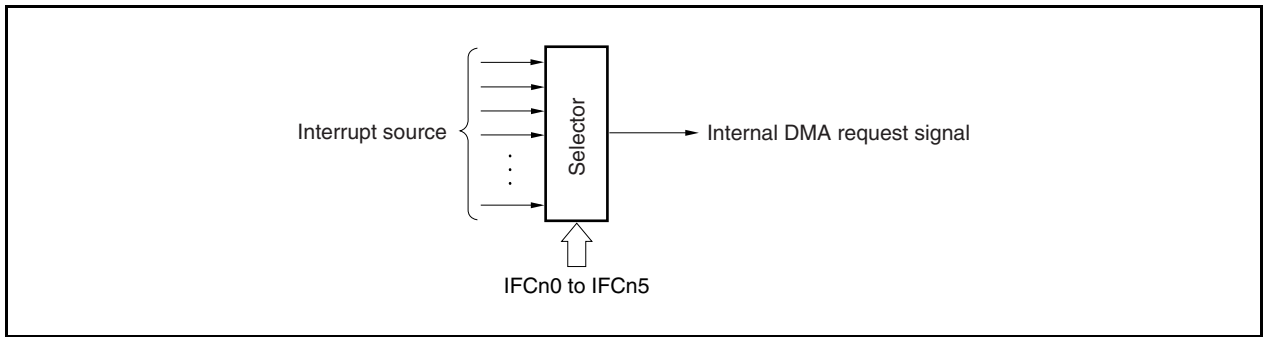 Interrupt source
Selector
Internal DMA request signal
IFCn0 to IFCn5